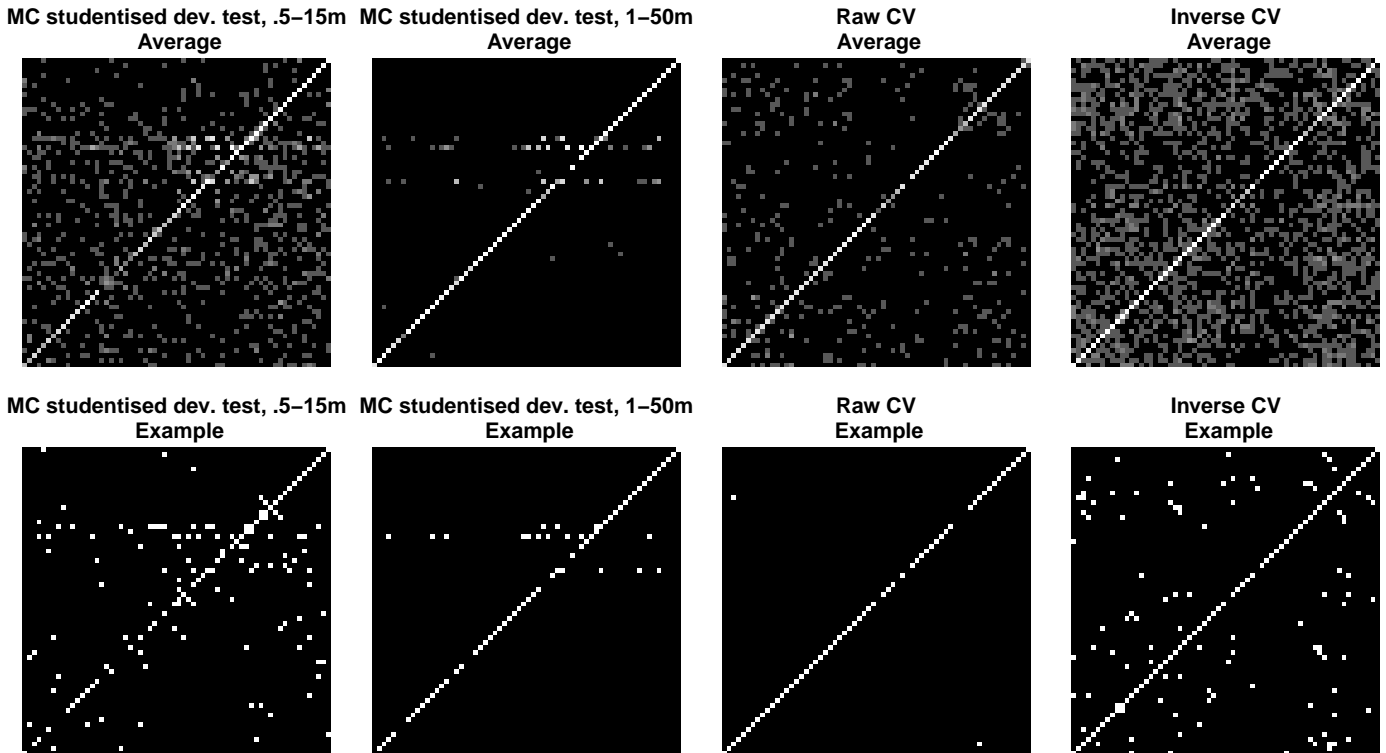 MC studentised dev. test, .5−15m
Average
MC studentised dev. test, 1−50m
Average
Raw CV
Average
Inverse CV
Average
MC studentised dev. test, .5−15m
Example
MC studentised dev. test, 1−50m
Example
Raw CV
Example
Inverse CV
Example